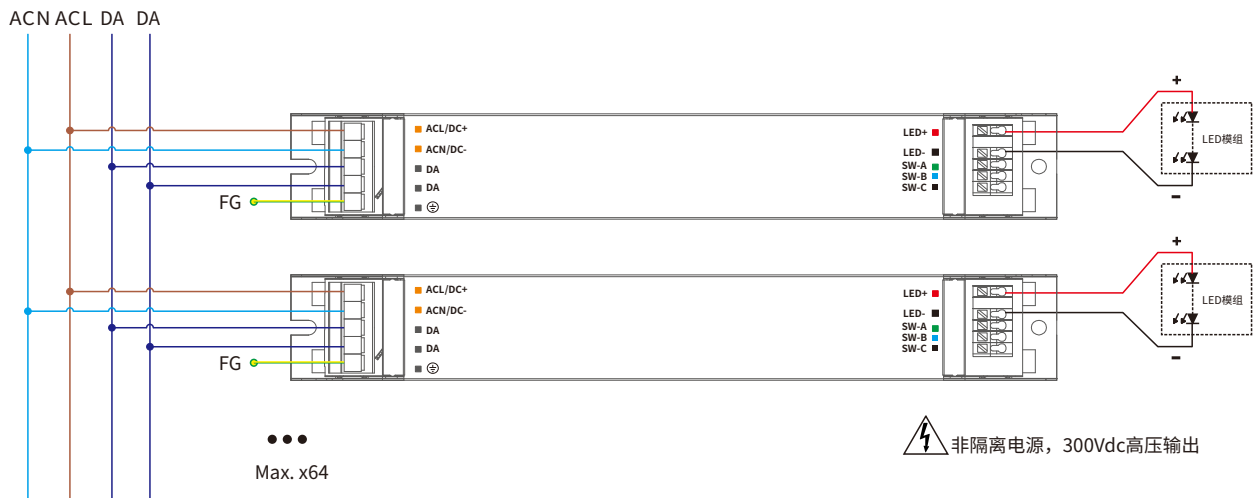 ACN ACL DA DA
+
ACL/DC+
LED+
ACN/DC-
LED-
LED模组
DA
SW-A
SW-B
DA
SW-C
FG
-
+
ACL/DC+
LED+
ACN/DC-
LED-
LED模组
DA
SW-A
SW-B
DA
SW-C
FG
-
非隔离电源，300Vdc高压输出
Max. x64